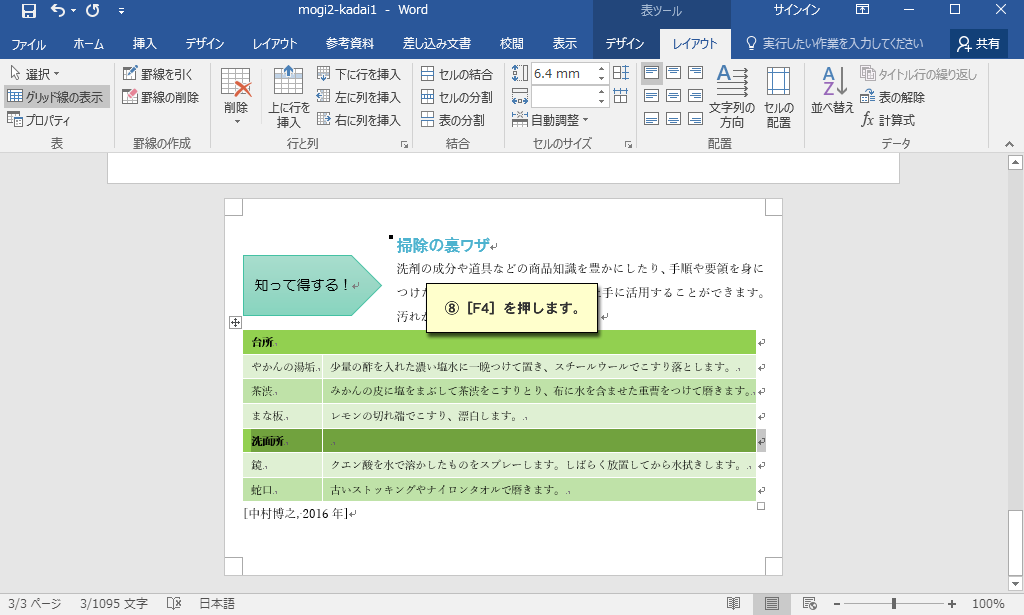 mogi2-kadai1 - Word
表ツール
サインイン
ファイル ホーム 挿入 デザイン レイアウト 参考資料 差し込み文書 校閲 表示 デザイン レイアウト 実行したい作業を入力してください 共有
選択
グリッド線の表示
プロパティ
表
罫線を引く
罫線の削除
罫線の作成
削除
上に行を
挿入
下に行を挿入
左に列を挿入
右に列を挿入
行と列
セルの結合
セルの分割
表の分割
結合
6.4 mm
自動調整
セルのサイズ
文字列の
方向
セルの
配置
配置
並べ替え
タイトル行の繰り返し
表の解除
計算式
データ
掃除の裏ワザ
知って得する!
洗剤の成分や道具などの商品知識を豊かにしたり、手順や要領を身に
つけた
手に活用することができます。
汚れが
⑧[F4]を押します。
台所
やかんの湯垢 少量の酢を入れた濃い塩水に一晩つけて置き、スチールウールでこすり落とします。
茶渋 みかんの皮に塩をまぶして茶渋をこすりとり、布に水を含ませた重曹をつけて磨きます。
まな板 レモンの切れ端でこすり、漂白します。
洗面所
鏡 クエン酸を水で溶かしたものをスプレーします。しばらく放置してから水拭きします。
蛇口 古いストッキングやナイロンタオルで磨きます。
[中村博之, 2016 年]
3/3 ページ 3/1095 文字 日本語 100%